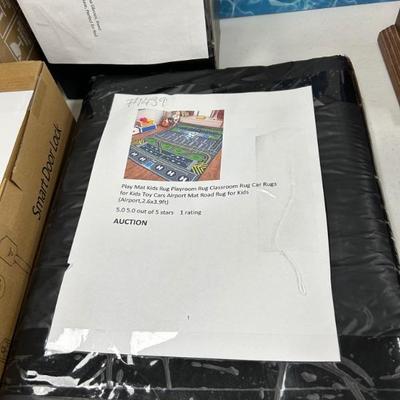 #1439
Play Mat Kids Rug Playroom Rug Classroom Rug Car Rugs
for Kids Toy Cars Airport Mat Road Rug for Kids
(Airport,2.6x3.9ft)
5.0 5.0 out of 5 stars 1 rating
AUCTION
1
Smart Door Lock